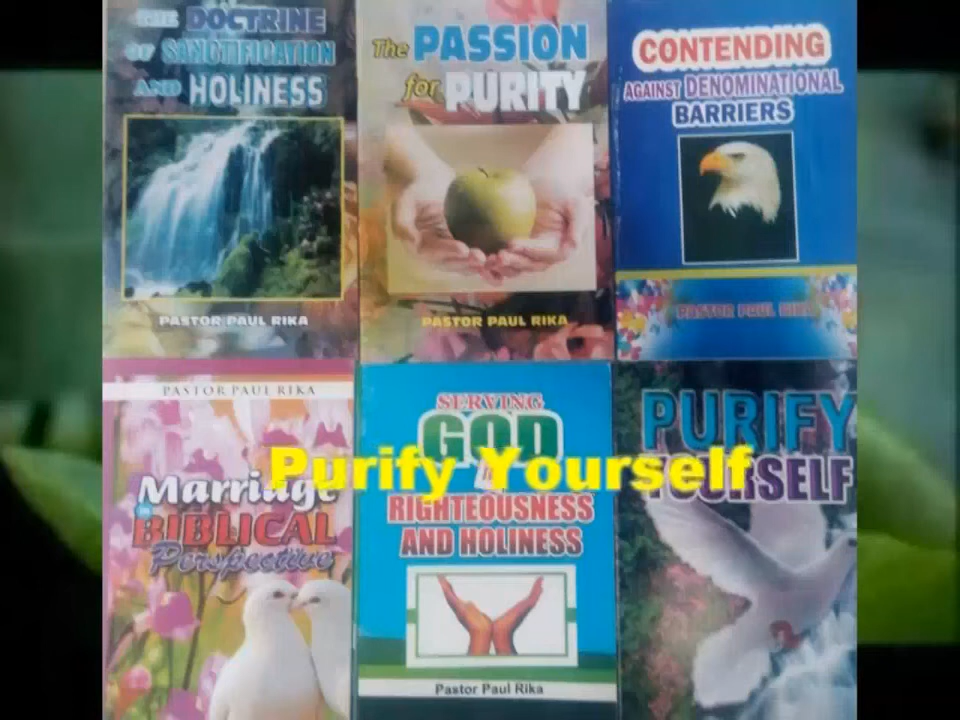 THE DOCTRINE
OF SANCTIFICATION
AND HOLINESS
PASTOR PAUL RIKA
The PASSION
for PURITY
PASTOR PAUL RIKA
CONTENDING
AGAINST DENOMINATIONAL
BARRIERS
PASTOR PAUL RIKA
PASTOR PAUL RIKA
Marriage
in
BIBLICAL
Perspective
SERVING
GOD
RIGHTEOUSNESS
AND HOLINESS
Pastor Paul Rika
PURIFY
YOURSELF
Purify Yourself